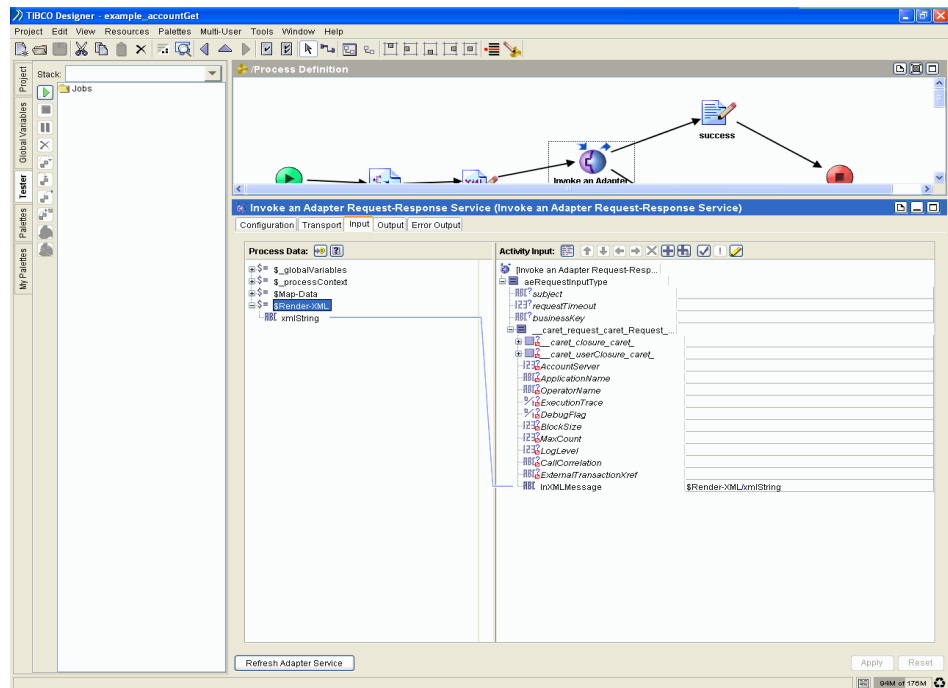 TIBCO Designer - example_accountGet
Project Edit View Resources Palettes Multi-User Tools Window Help
Project
Global Variables
Tester
Palettes
My Palettes
Stack:
Jobs
/Process Definition
success
Invoke an Adapter
Invoke an Adapter Request-Response Service (Invoke an Adapter Request-Response Service)
Configuration Transport Input Output Error Output
Process Data:
$_globalVariables
$_processContext
$Map-Data
$Render-XML
xmlString
Activity Input:
[Invoke an Adapter Request-Resp...
aeRequestInputType
subject
requestTimeout
businessKey
__caret_request_caret_Request_...
__caret_closure_caret_
__caret_userClosure_caret_
AccountServer
ApplicationName
OperatorName
ExecutionTrace
DebugFlag
BlockSize
MaxCount
LogLevel
CallCorrelation
ExternalTransactionXref
InXMLMessage $Render-XML/xmlString
Refresh Adapter Service
Apply Reset
94M of 176M